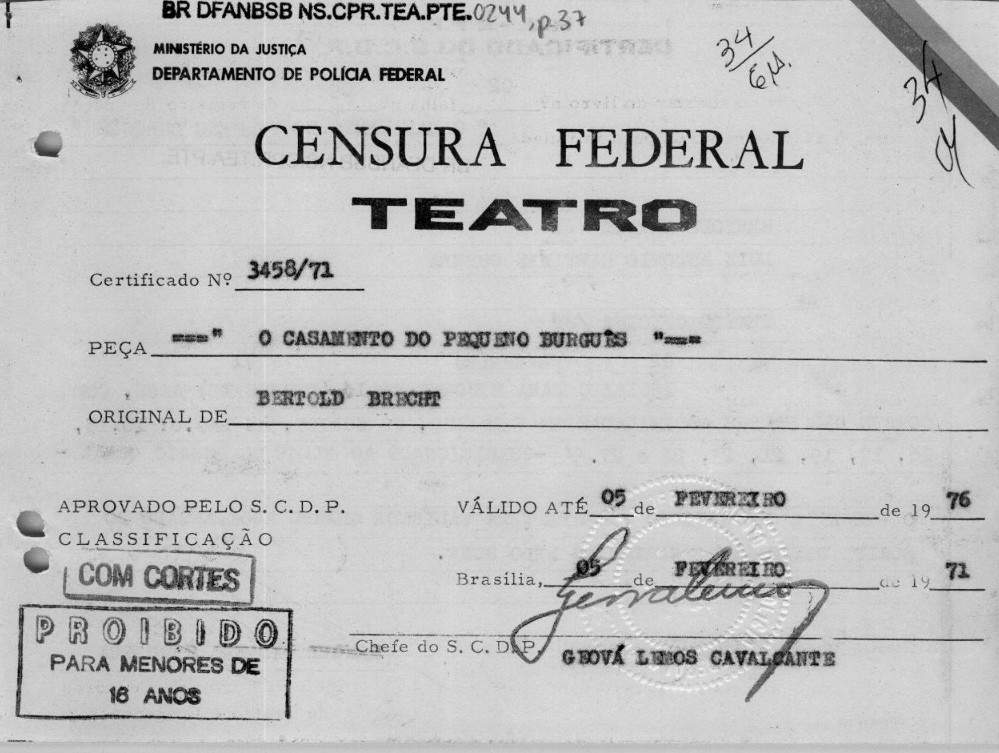 BR DFANBSB NS.CPR.TEA.PTE.0244, p.37
34/
34
MINISTÉRIO DA JUSTIÇA
DEPARTAMENTO DE POLÍCIA FEDERAL
CENSURA FEDERAL
TEATRO
Certificado Nº 3458/71
PEÇA ===" O CASAMENTO DO PEQUENO BURGUÊS "===
ORIGINAL DE BERTOLD BRECHT
APROVADO PELO S. C. D. P.
CLASSIFICAÇÃO
COM CORTES
PROIBIDO
PARA MENORES DE
16 ANOS
VÁLIDO ATÉ 05 de FEVEREIRO de 19 76
Brasília, 05 de FEVEREIRO de 19 71
Chefe do S. C. D. P.
GEOVÁ LEMOS CAVALCANTE